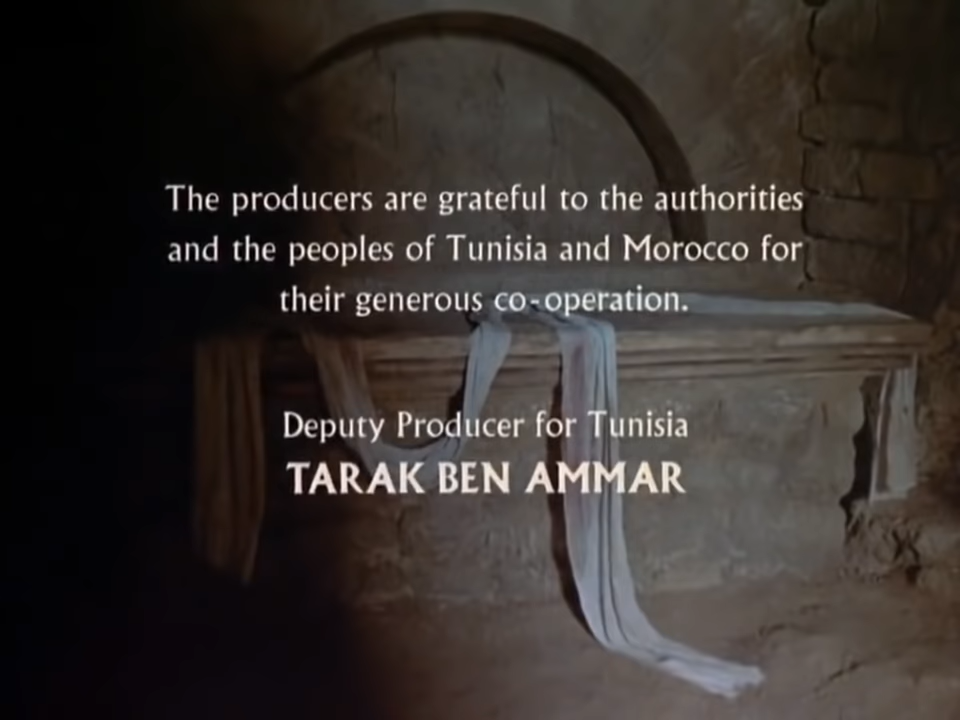 The producers are grateful to the authorities
and the peoples of Tunisia and Morocco for
their generous co-operation.
Deputy Producer for Tunisia
TARAK BEN AMMAR